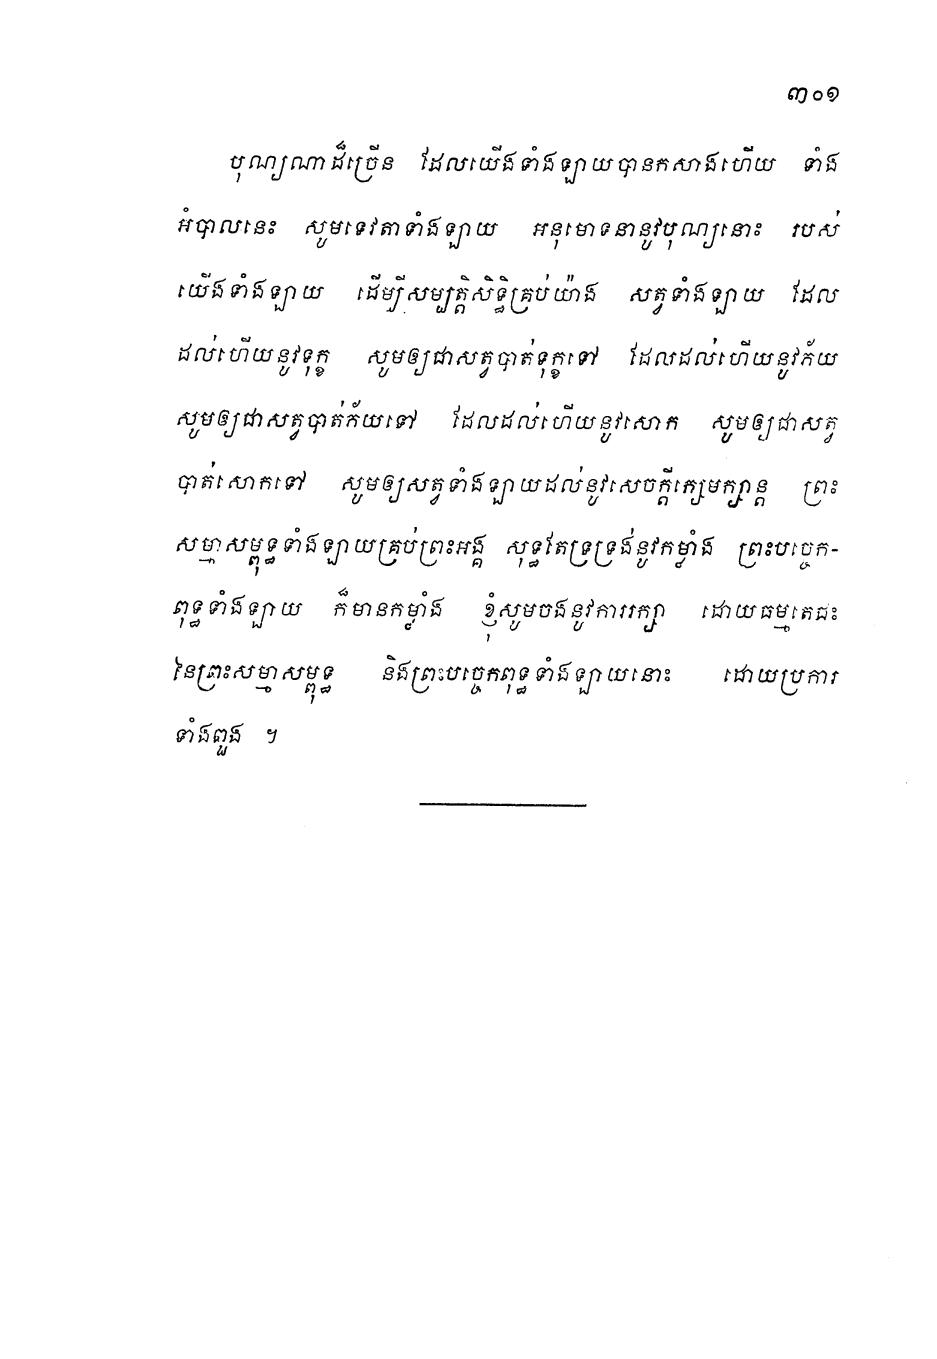 ៣០១
បុណ្យណាដ៏ច្រើន ដែលយើងទាំងឡាយបានកសាងហើយ ទាំង
អំបាលនេះ សូមទេវតាទាំងឡាយ អនុមោទនានូវបុណ្យនោះ របស់
យើងទាំងឡាយ ដើម្បីសម្បត្តិសិទ្ធិគ្រប់យ៉ាង សត្វទាំងឡាយ ដែល
ដល់ហើយនូវទុក្ខ សូមឲ្យជាសត្វបាត់ទុក្ខទៅ ដែលដល់ហើយនូវភ័យ
សូមឲ្យជាសត្វបាត់ភ័យទៅ ដែលដល់ហើយនូវសោក សូមឲ្យជាសត្វ
បាត់សោកទៅ សូមឲ្យសត្វទាំងឡាយដល់នូវសេចក្តីក្សេមក្សាន្ត ព្រះ
សម្មាសម្ពុទ្ធទាំងឡាយគ្រប់ព្រះអង្គ សុទ្ធតែទ្រទ្រង់នូវកម្លាំង ព្រះបច្ចេក-
ពុទ្ធទាំងឡាយ ក៏មានកម្លាំង ខ្ញុំសូមចងនូវការរក្សា ដោយធម្មតេជះ
នៃព្រះសម្មាសម្ពុទ្ធ និងព្រះបច្ចេកពុទ្ធទាំងឡាយនោះ ដោយប្រការ
ទាំងពួង ។